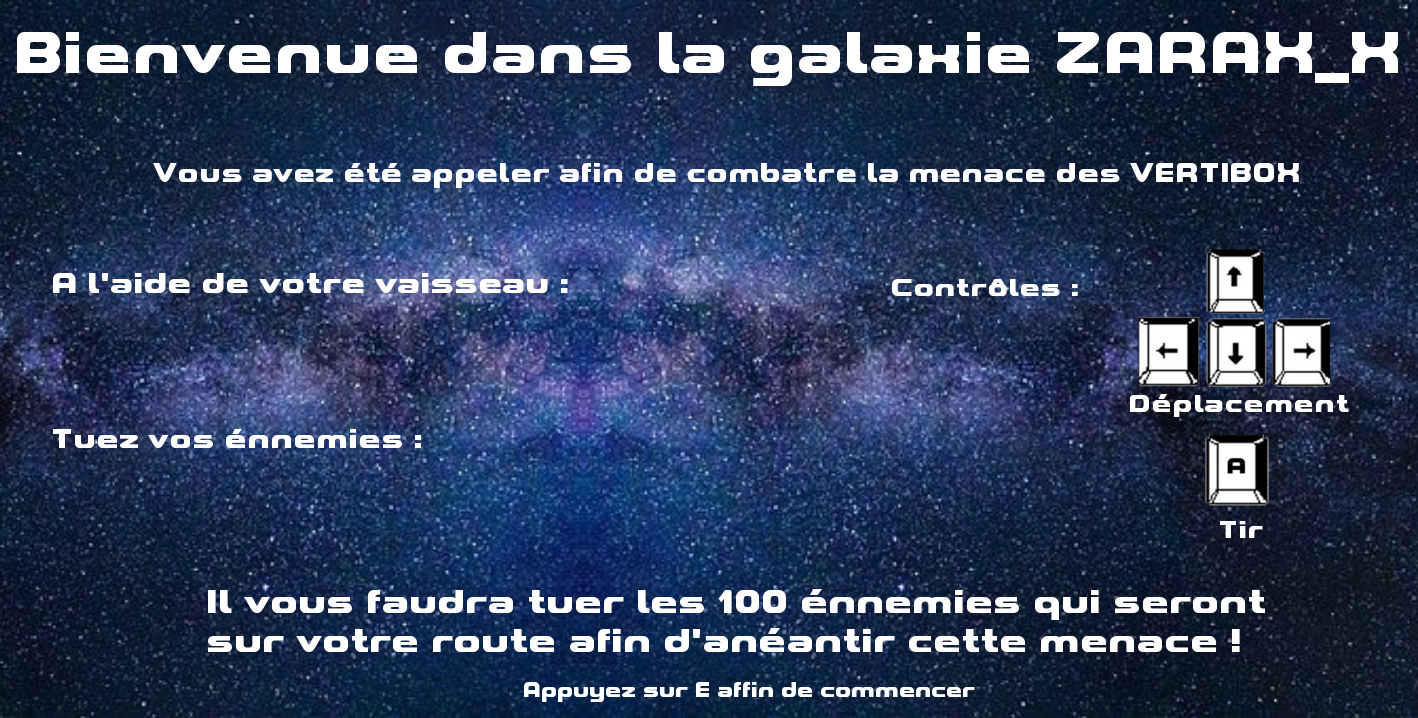 Bienvenue dans la galaxie ZARAX_X
Vous avez été appeler afin de combatre la menace des VERTIBOX
A l'aide de votre vaisseau :
Contrôles :
↑
← ↓ →
Déplacement
Tuez vos énnemies :
A
Tir
Il vous faudra tuer les 100 énnemies qui seront
sur votre route afin d'anéantir cette menace !
Appuyez sur E affin de commencer